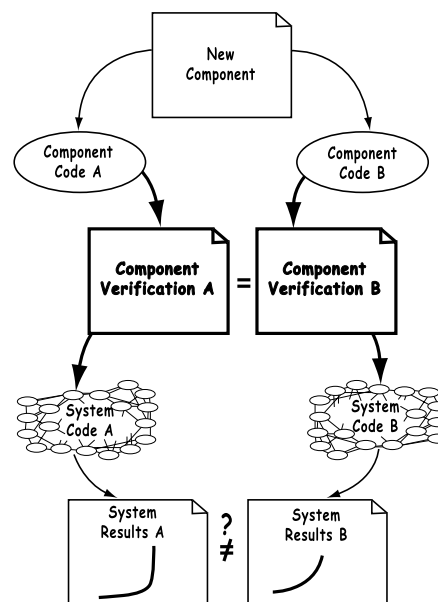 New
Component
Component
Code A
Component
Code B
Component
Verification A
=
Component
Verification B
System
Code A
System
Code B
System
Results A
?
≠
System
Results B